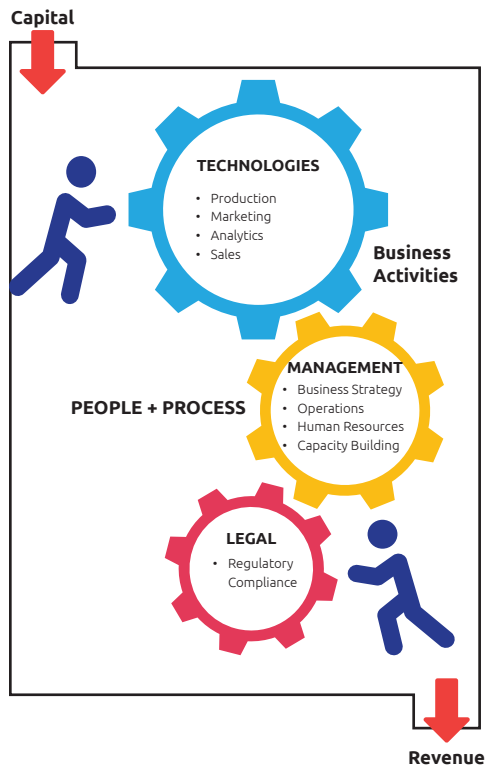 Capital
TECHNOLOGIES
• Production
• Marketing
• Analytics
• Sales
Business
Activities
MANAGEMENT
• Business Strategy
• Operations
• Human Resources
• Capacity Building
PEOPLE + PROCESS
LEGAL
• Regulatory
Compliance
Revenue